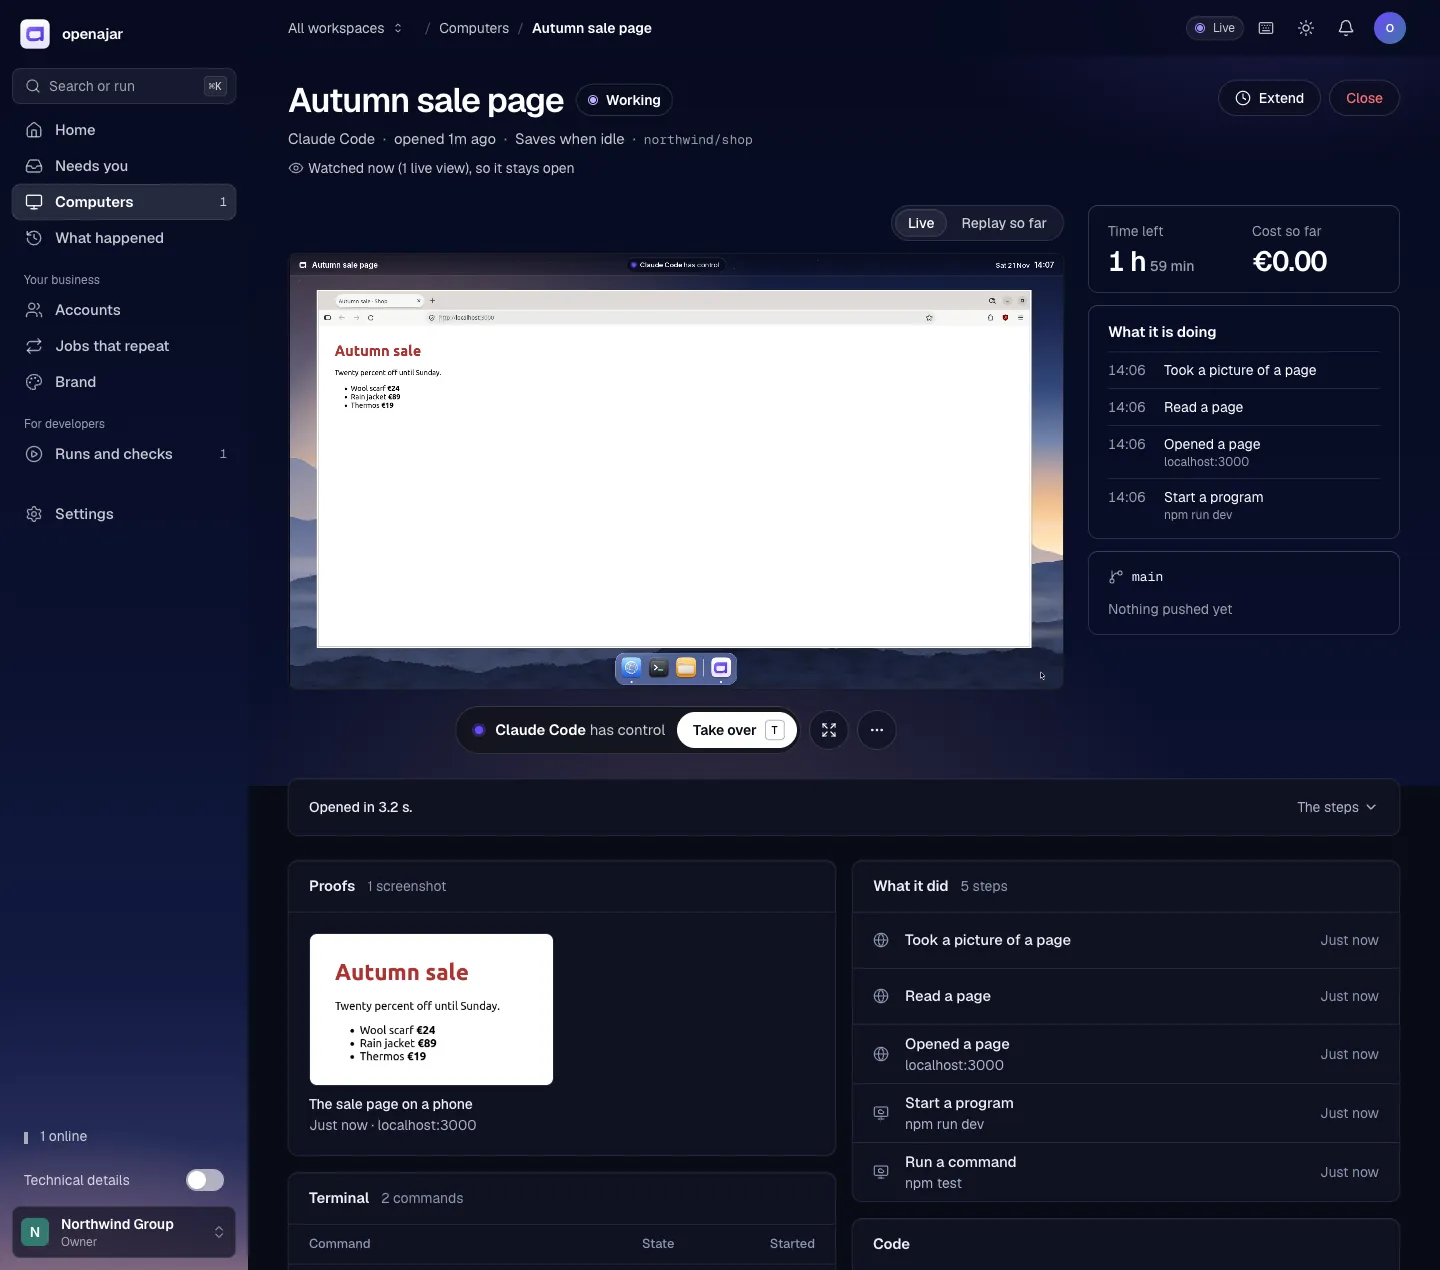 openajar
Search or run ⌘K
Home
Needs you
Computers 1
What happened
Your business
Accounts
Jobs that repeat
Brand
For developers
Runs and checks 1
Settings
1 online
Technical details
N Northwind Group
Owner
All workspaces / Computers / Autumn sale page
Live
O
Autumn sale page
Working
Extend
Close
Claude Code · opened 1m ago · Saves when idle · northwind/shop
Watched now (1 live view), so it stays open
Live Replay so far
Autumn sale page
Claude Code has control
Sat 21 Nov 14:07
Autumn sale · Shop
http://localhost:3000
Autumn sale
Twenty percent off until Sunday.
• Wool scarf €24
• Rain jacket €89
• Thermos €19
Claude Code has control
Take over T
Time left
1 h 59 min
Cost so far
€0.00
What it is doing
14:06 Took a picture of a page
14:06 Read a page
14:06 Opened a page
localhost:3000
14:06 Start a program
npm run dev
main
Nothing pushed yet
Opened in 3.2 s.
The steps
Proofs 1 screenshot
Autumn sale
Twenty percent off until Sunday.
• Wool scarf €24
• Rain jacket €89
• Thermos €19
The sale page on a phone
Just now · localhost:3000
Terminal 2 commands
Command State Started
What it did 5 steps
Took a picture of a page Just now
Read a page Just now
Opened a page
localhost:3000
Just now
Start a program
npm run dev
Just now
Run a command
npm test
Just now
Code